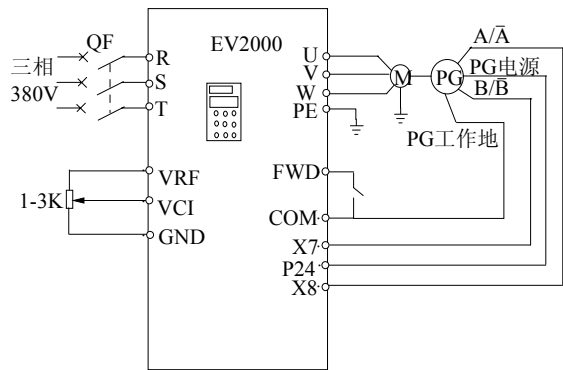 QF
EV2000
三相
380V
R
S
T
VRF
1-3K
VCI
GND
U
V
W
PE
M
PG
A/A̅
PG电源
B/B̅
PG工作地
FWD
COM
X7
P24
X8